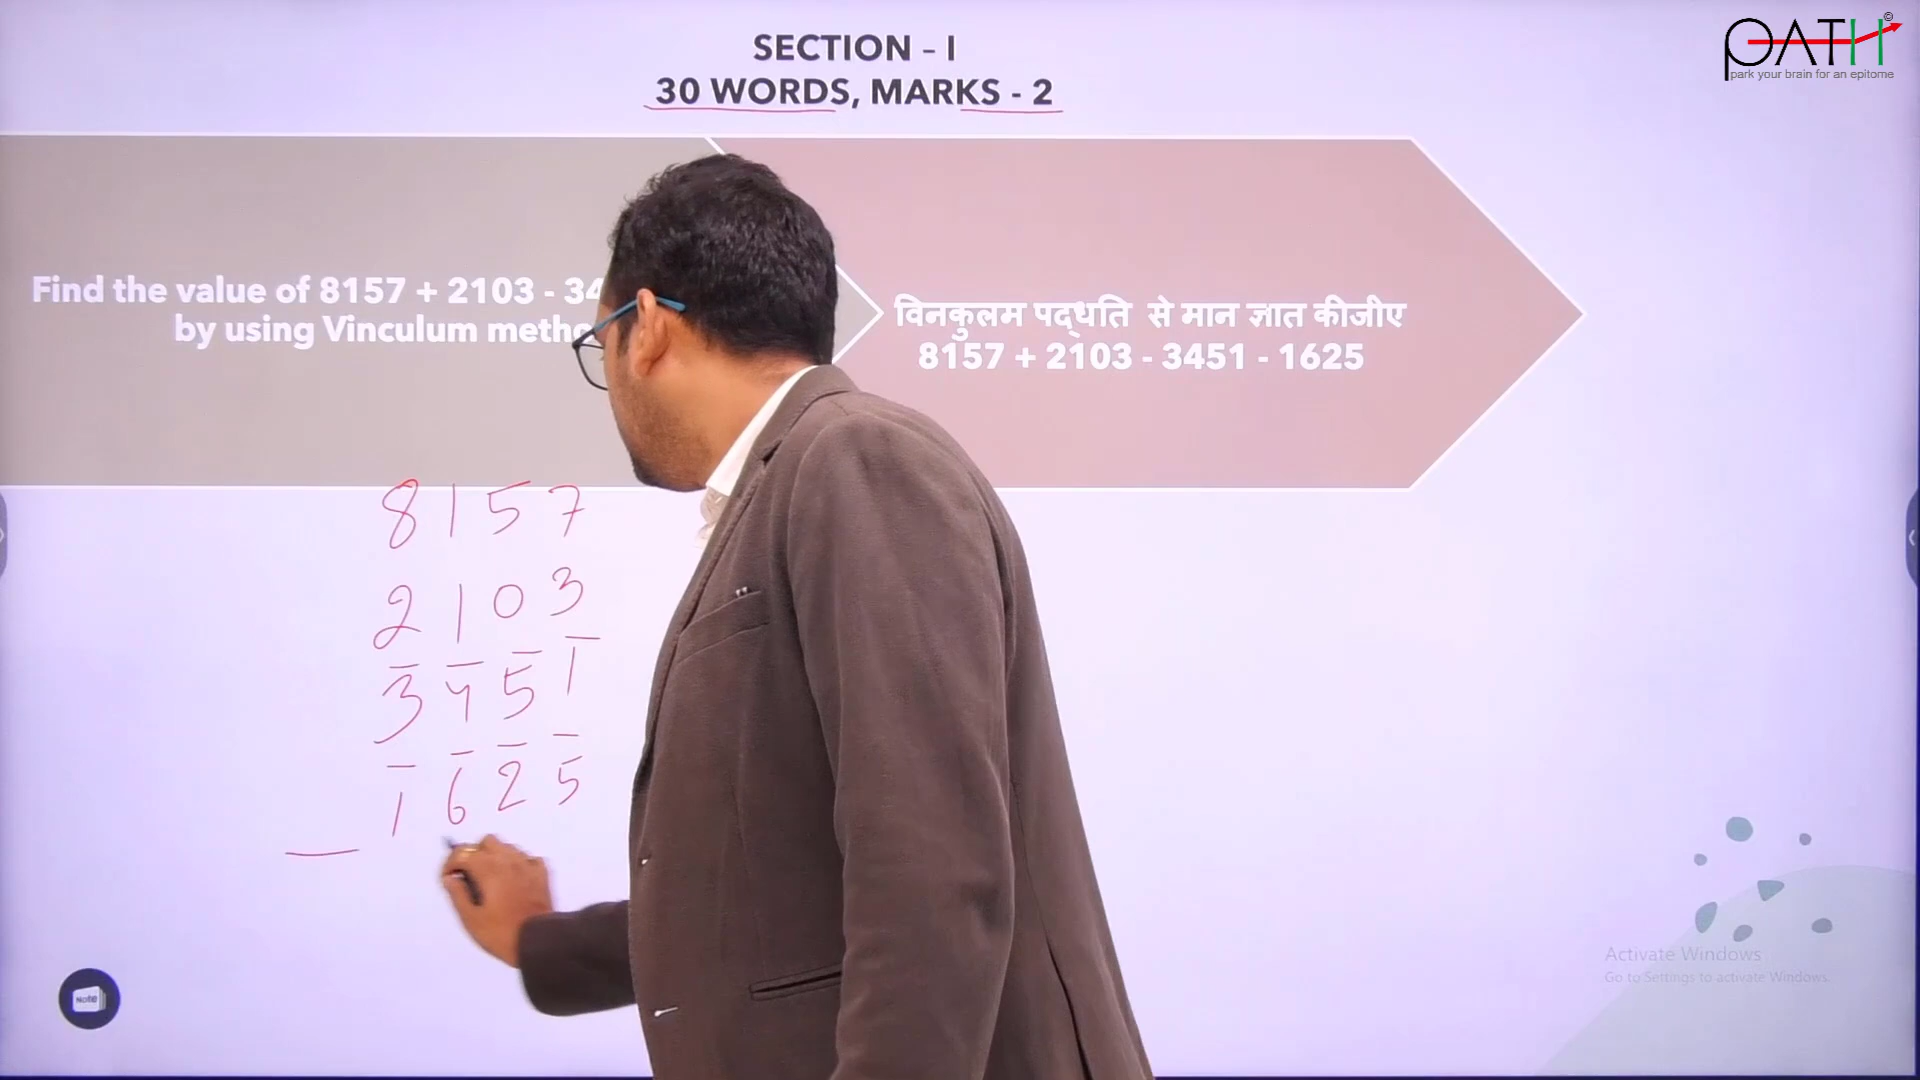 PATH©
park your brain for an epitome
SECTION – I
30 WORDS, MARKS - 2
Find the value of 8157 + 2103 - 34
by using Vinculum metho
विनकुलम पद्धति से मान ज्ञात कीजीए
8157 + 2103 - 3451 - 1625
8157
2103
3451
1625
Activate Windows
Go to Settings to activate Windows.
Note